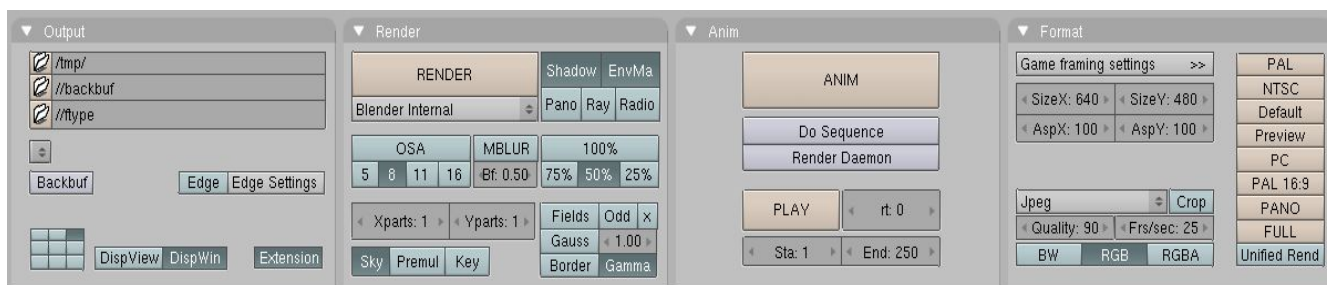 Output
/tmp/
//backbuf
//ftype
Backbuf
Edge Edge Settings
DispView DispWin Extension
Render
RENDER
Blender Internal
Shadow EnvMa
Pano Ray Radio
OSA MBLUR 100%
5 8 11 16 Bf: 0.50 75% 50% 25%
Xparts: 1 Yparts: 1
Fields Odd x
Gauss 1.00
Sky Premul Key
Border Gamma
Anim
ANIM
Do Sequence
Render Daemon
PLAY rt: 0
Sta: 1 End: 250
Format
Game framing settings >>
SizeX: 640 SizeY: 480
AspX: 100 AspY: 100
Jpeg Crop
Quality: 90 Frs/sec: 25
BW RGB RGBA
PAL
NTSC
Default
Preview
PC
PAL 16:9
PANO
FULL
Unified Rend